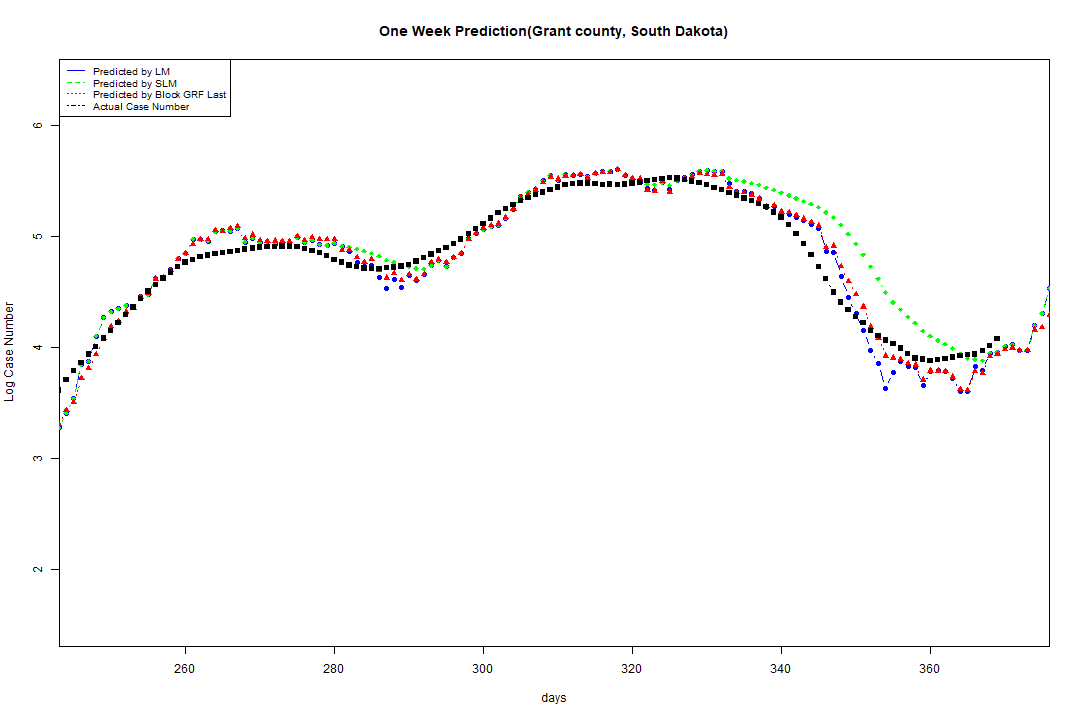 One Week Prediction(Grant county, South Dakota)
Predicted by LM
Predicted by SLM
Predicted by Block GRF Last
Actual Case Number
6
5
4
3
2
Log Case Number
260 280 300 320 340 360
days